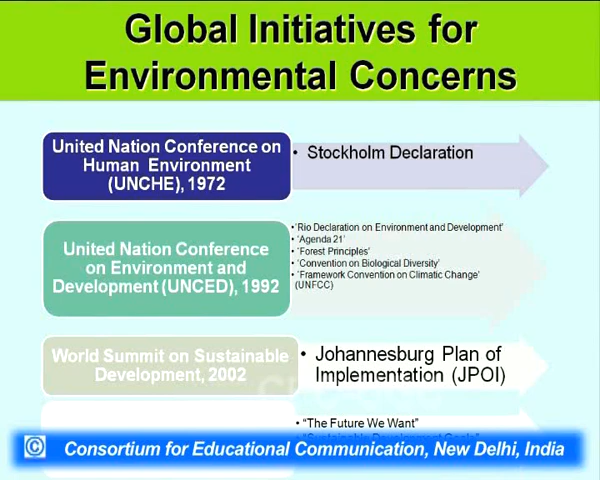 Global Initiatives for
Environmental Concerns
United Nation Conference on
Human Environment
(UNCHE), 1972
• Stockholm Declaration
United Nation Conference
on Environment and
Development (UNCED), 1992
• 'Rio Declaration on Environment and Development'
• 'Agenda 21'
• 'Forest Principles'
• 'Convention on Biological Diversity'
• 'Framework Convention on Climatic Change'
(UNFCC)
World Summit on Sustainable
Development, 2002
• Johannesburg Plan of
Implementation (JPOI)
• "The Future We Want"
• "Sustainable Development Goals"
© Consortium for Educational Communication, New Delhi, India